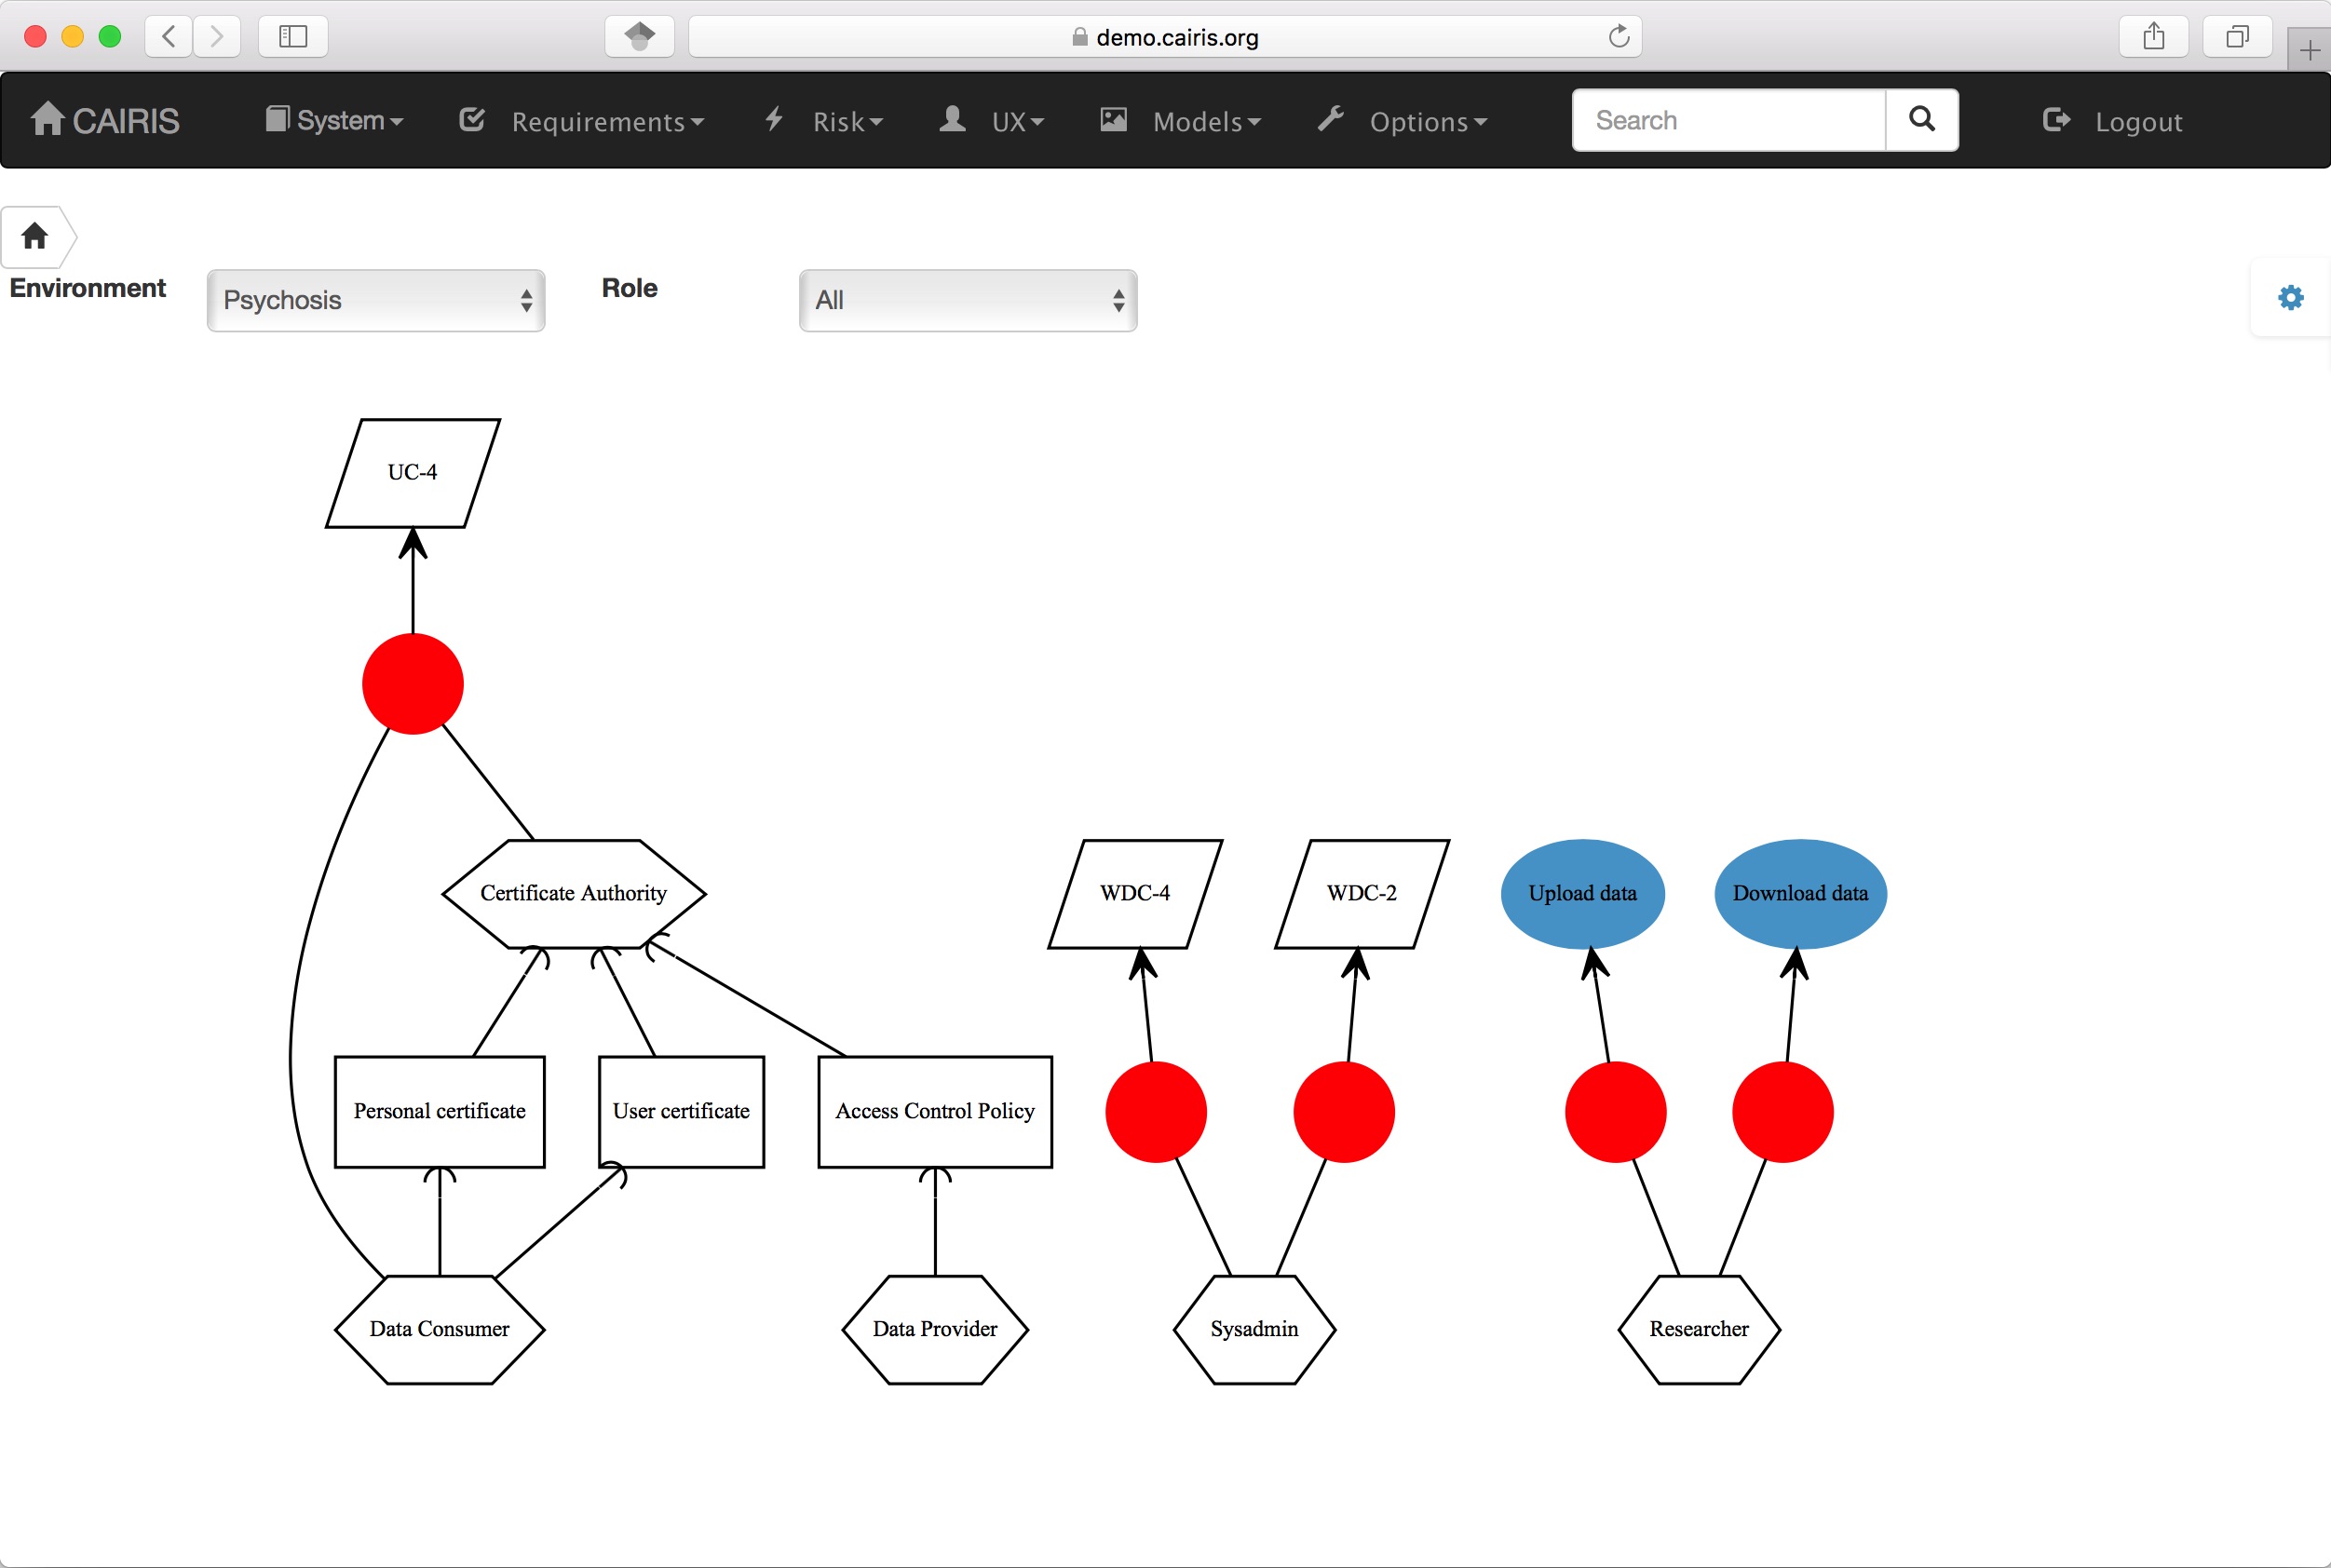 demo.cairis.org
CAIRIS System Requirements Risk UX Models Options Search Logout
Environment Psychosis Role All
UC-4
Certificate Authority WDC-4 WDC-2 Upload data Download data
Personal certificate User certificate Access Control Policy
Data Consumer Data Provider Sysadmin Researcher